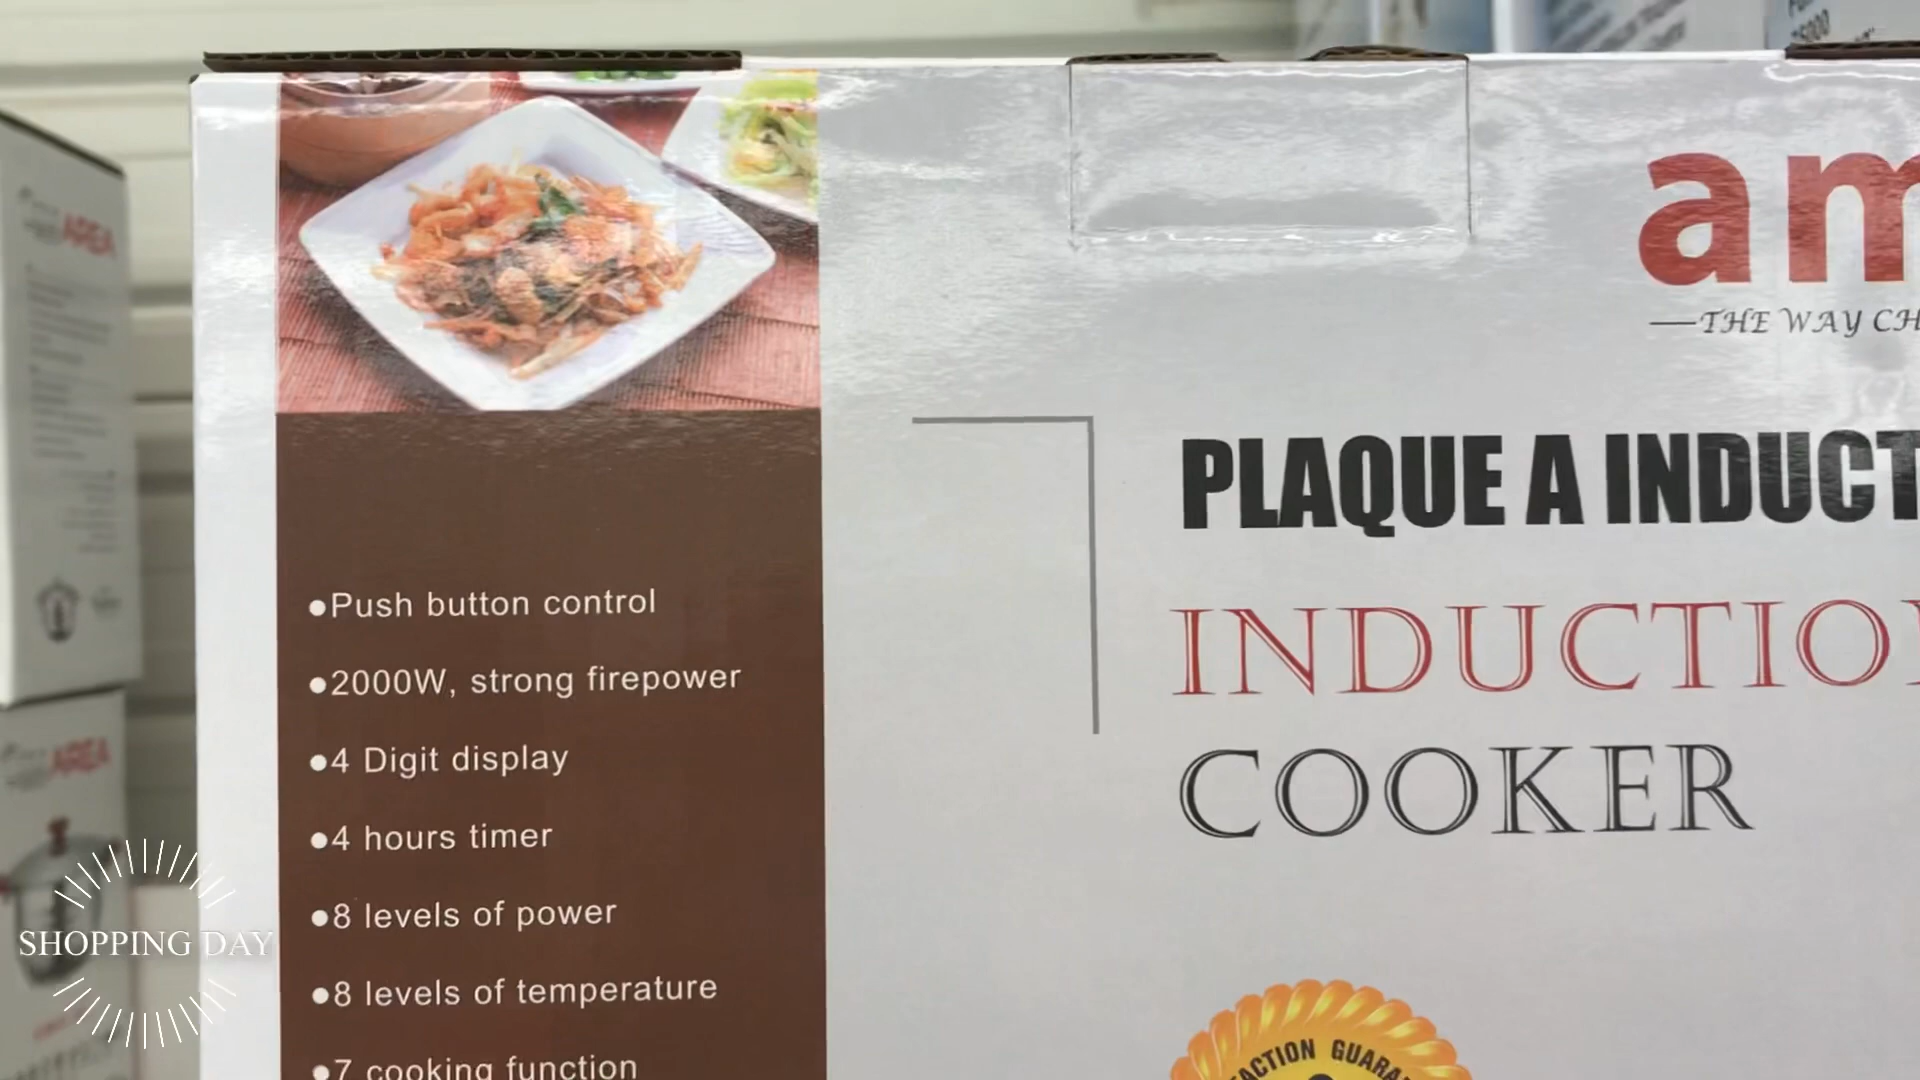 AREA
AREA
SHOPPING DAY
●Push button control
●2000W, strong firepower
●4 Digit display
●4 hours timer
●8 levels of power
●8 levels of temperature
●7 cooking function
am
—THE WAY CH
PLAQUE A INDUCT
INDUCTIO
COOKER
ACTION GUARA